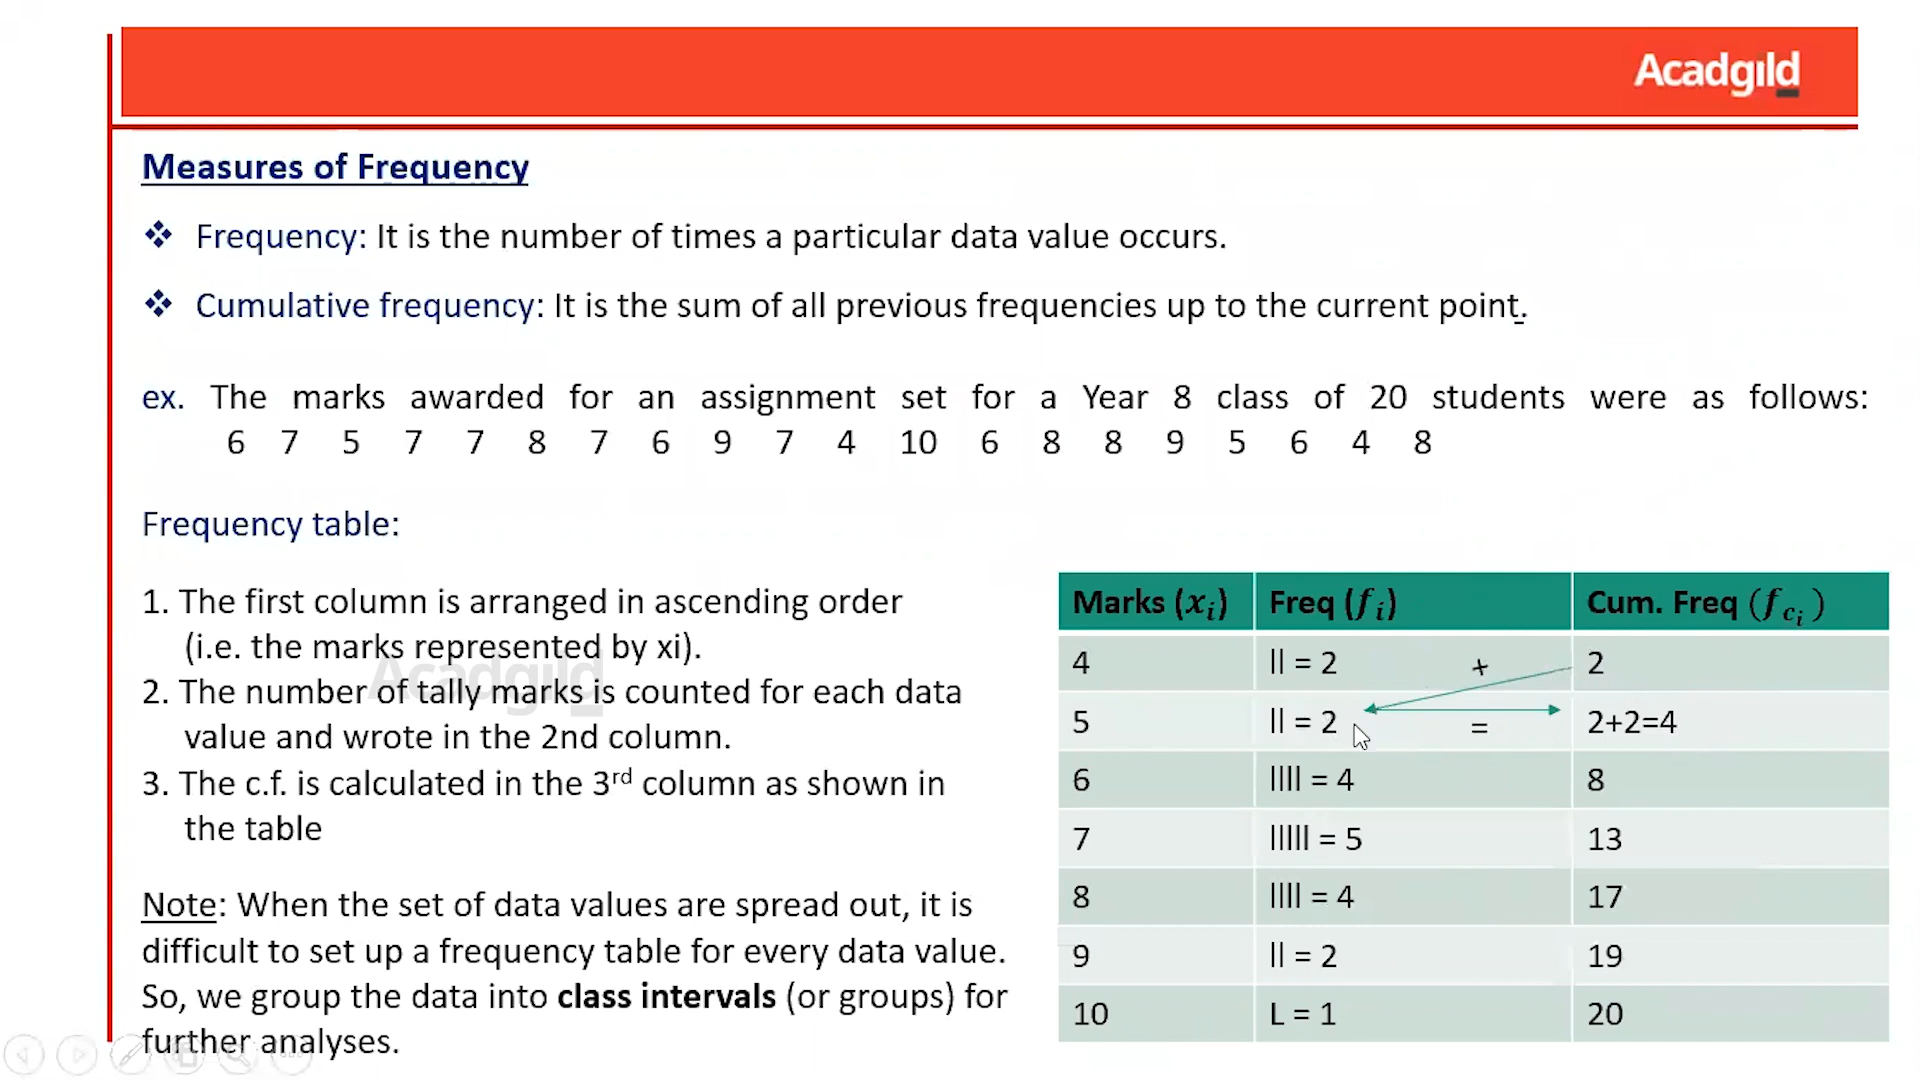 Acadgild
Measures of Frequency
❖ Frequency: It is the number of times a particular data value occurs.
❖ Cumulative frequency: It is the sum of all previous frequencies up to the current point.
ex. The marks awarded for an assignment set for a Year 8 class of 20 students were as follows:
6 7 5 7 7 8 7 6 9 7 4 10 6 8 8 9 5 6 4 8
Frequency table:
1. The first column is arranged in ascending order
(i.e. the marks represented by xi).
2. The number of tally marks is counted for each data
value and wrote in the 2nd column.
3. The c.f. is calculated in the 3rd column as shown in
the table
Note: When the set of data values are spread out, it is
difficult to set up a frequency table for every data value.
So, we group the data into class intervals (or groups) for
further analyses.
Acadgild
Marks (xi) Freq (fi) Cum. Freq (fci)
4 ll = 2 + 2
5 ll = 2 = 2+2=4
6 llll = 4 8
7 lllll = 5 13
8 llll = 4 17
9 ll = 2 19
10 L = 1 20